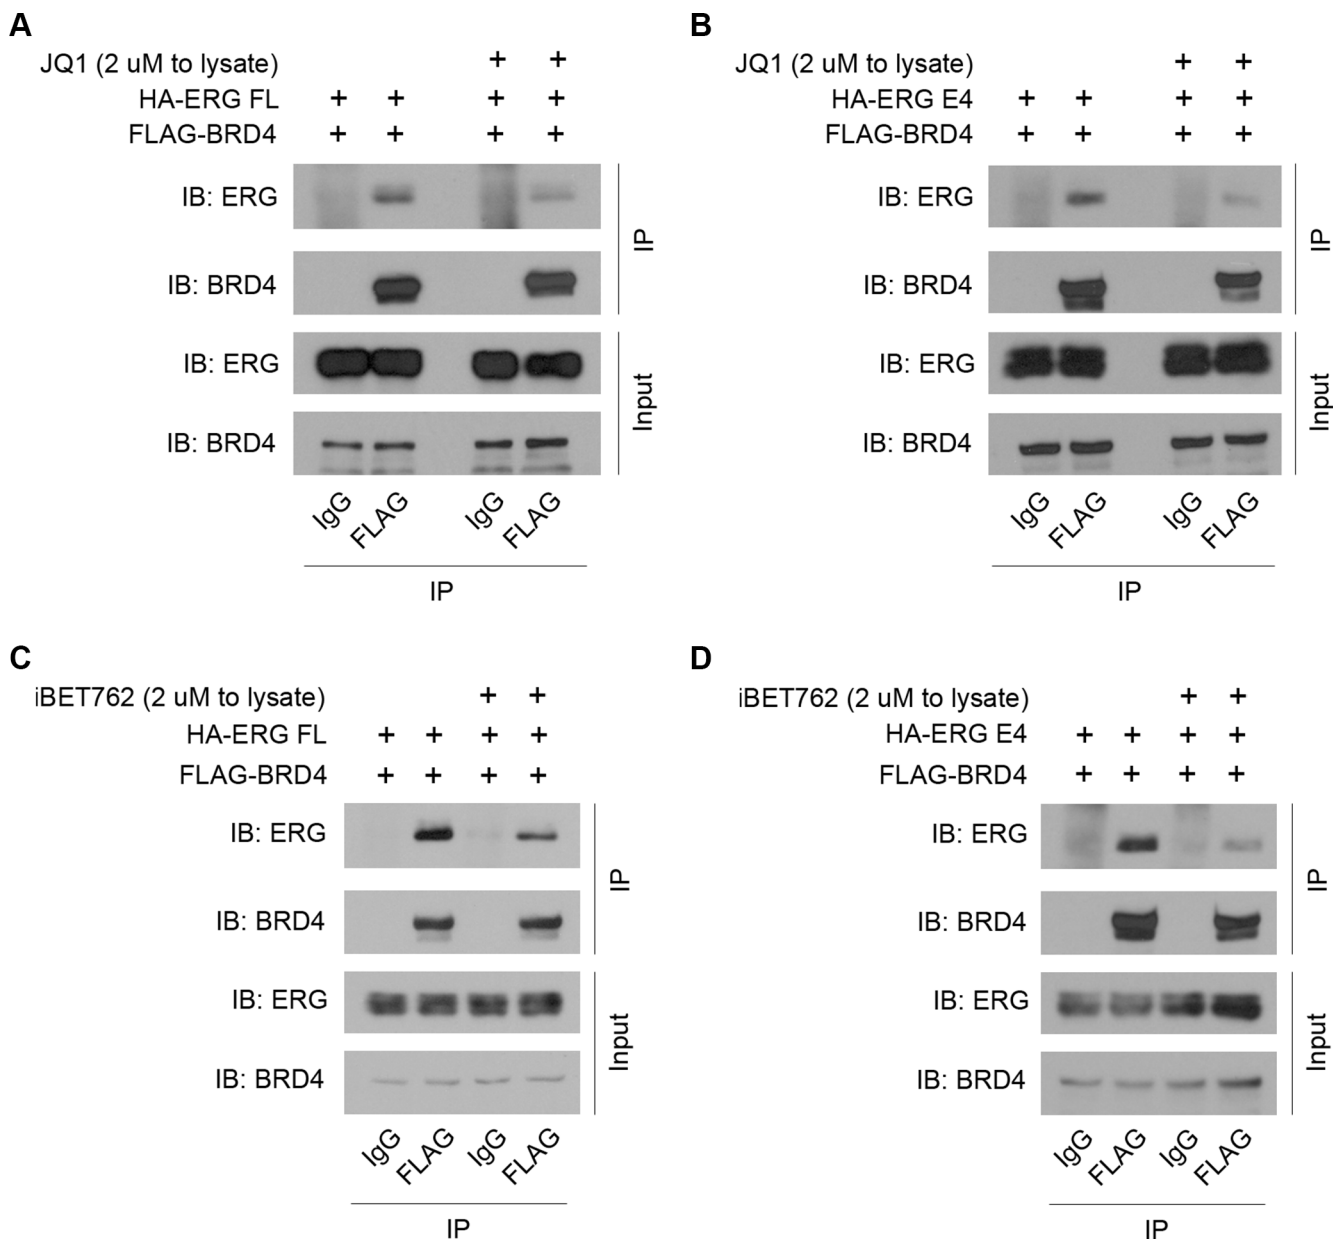 A
JQ1 (2 uM to lysate) + +
HA-ERG FL + + + +
FLAG-BRD4 + + + +
IB: ERG
IB: BRD4
IP
IB: ERG
IB: BRD4
Input
IgG FLAG IgG FLAG
IP
B
JQ1 (2 uM to lysate) + +
HA-ERG E4 + + + +
FLAG-BRD4 + + + +
IB: ERG
IB: BRD4
IP
IB: ERG
IB: BRD4
Input
IgG FLAG IgG FLAG
IP
C
iBET762 (2 uM to lysate) + +
HA-ERG FL + + + +
FLAG-BRD4 + + + +
IB: ERG
IB: BRD4
IP
IB: ERG
IB: BRD4
Input
IgG FLAG IgG FLAG
IP
D
iBET762 (2 uM to lysate) + +
HA-ERG E4 + + + +
FLAG-BRD4 + + + +
IB: ERG
IB: BRD4
IP
IB: ERG
IB: BRD4
Input
IgG FLAG IgG FLAG
IP